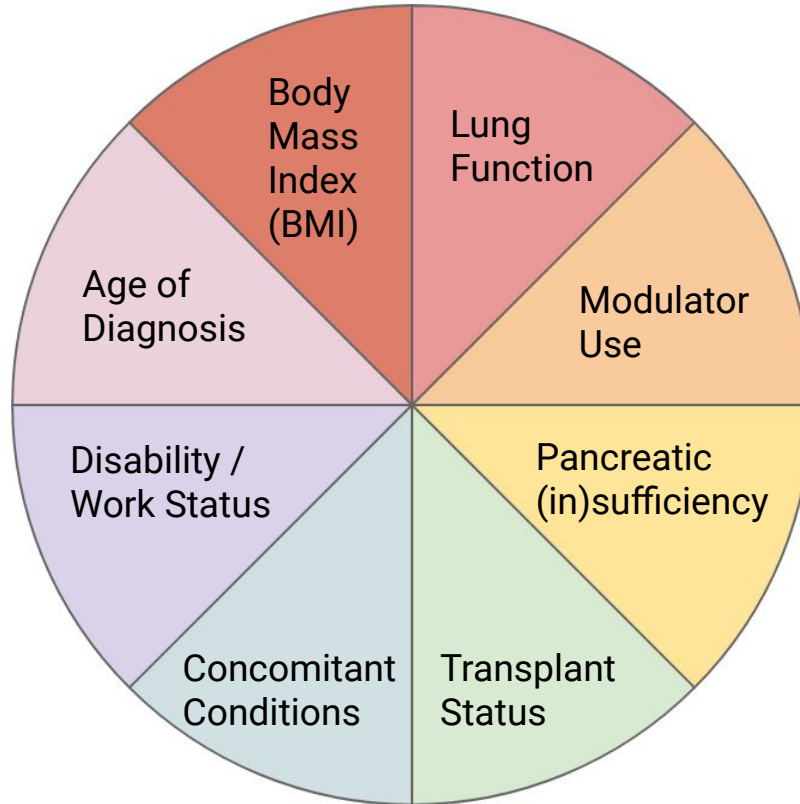 Body
Mass
Index
(BMI)
Lung
Function
Modulator
Use
Pancreatic
(in)sufficiency
Transplant
Status
Concomitant
Conditions
Disability /
Work Status
Age of
Diagnosis